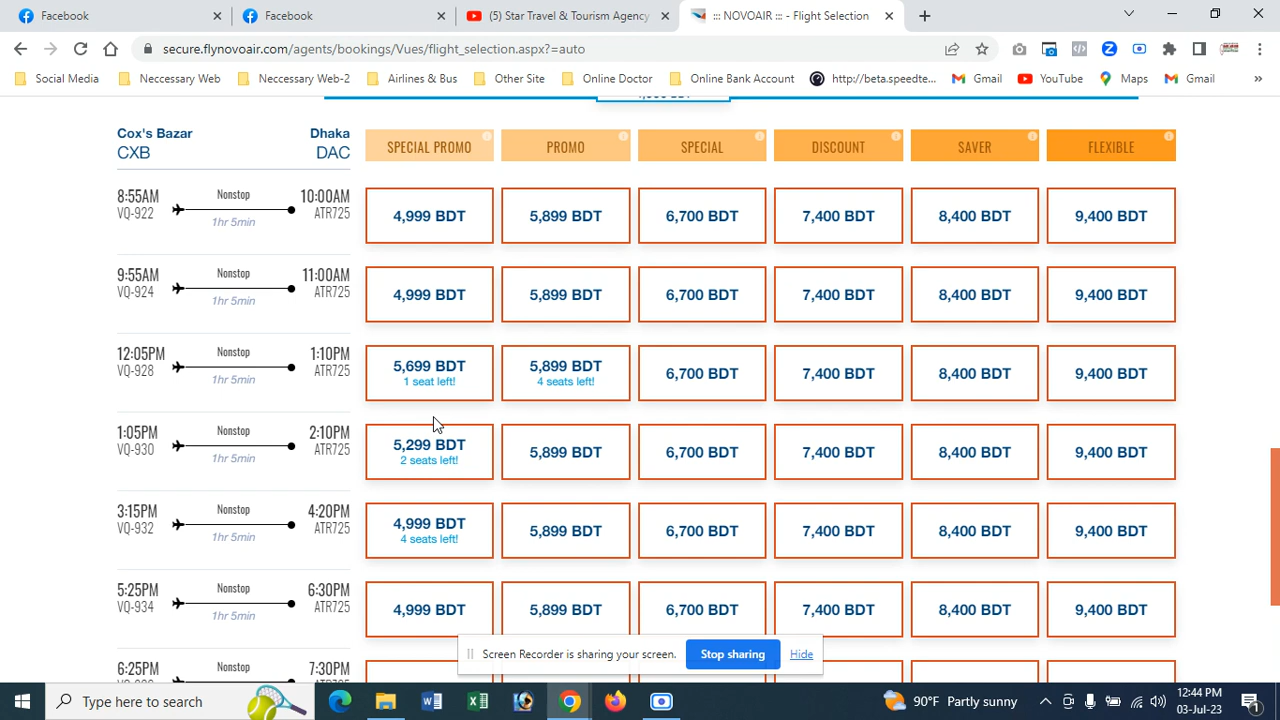 Facebook
Facebook
(5) Star Travel & Tourism Agency
::: NOVOAIR ::: - Flight Selection
secure.flynovoair.com/agents/bookings/Vues/flight_selection.aspx?=auto
Social Media
Neccessary Web
Neccessary Web-2
Airlines & Bus
Other Site
Online Doctor
Online Bank Account
http://beta.speedte...
Gmail
YouTube
Maps
Gmail
»
Cox's Bazar Dhaka
CXB DAC
SPECIAL PROMO PROMO SPECIAL DISCOUNT SAVER FLEXIBLE
8:55AM Nonstop 10:00AM
VQ-922 ATR725
1hr 5min
4,999 BDT 5,899 BDT 6,700 BDT 7,400 BDT 8,400 BDT 9,400 BDT
9:55AM Nonstop 11:00AM
VQ-924 ATR725
1hr 5min
4,999 BDT 5,899 BDT 6,700 BDT 7,400 BDT 8,400 BDT 9,400 BDT
12:05PM Nonstop 1:10PM
VQ-928 ATR725
1hr 5min
5,699 BDT 5,899 BDT 6,700 BDT 7,400 BDT 8,400 BDT 9,400 BDT
1 seat left! 4 seats left!
1:05PM Nonstop 2:10PM
VQ-930 ATR725
1hr 5min
5,299 BDT 5,899 BDT 6,700 BDT 7,400 BDT 8,400 BDT 9,400 BDT
2 seats left!
3:15PM Nonstop 4:20PM
VQ-932 ATR725
1hr 5min
4,999 BDT 5,899 BDT 6,700 BDT 7,400 BDT 8,400 BDT 9,400 BDT
4 seats left!
5:25PM Nonstop 6:30PM
VQ-934 ATR725
1hr 5min
4,999 BDT 5,899 BDT 6,700 BDT 7,400 BDT 8,400 BDT 9,400 BDT
6:25PM Nonstop 7:30PM
Screen Recorder is sharing your screen. Stop sharing Hide
Type here to search
90°F Partly sunny
12:44 PM
03-Jul-23
1